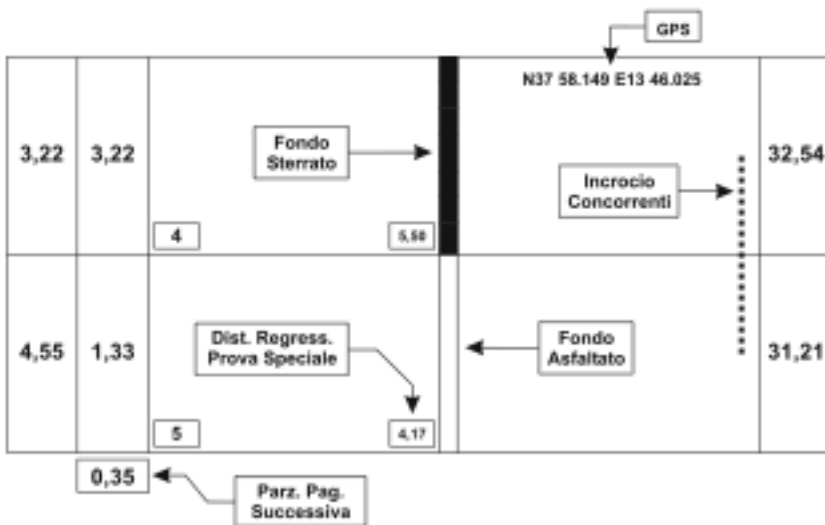 GPS
N37 58.149 E13 46.025
3,22 3,22 Fondo Sterrato 32,54
Incrocio Concorrenti
4 5,50
4,55 1,33 Dist. Regress. Prova Speciale Fondo Asfaltato 31,21
5 4,17
0,35
Parz. Pag. Successiva